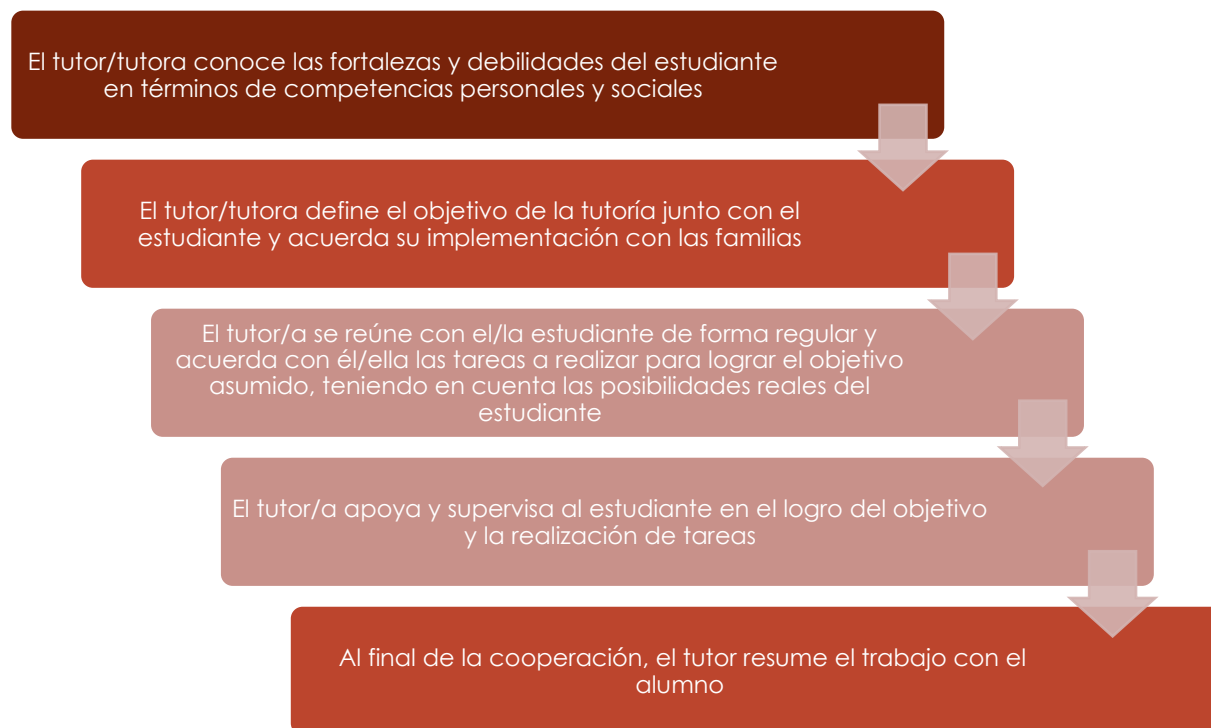 El tutor/tutora conoce las fortalezas y debilidades del estudiante
en términos de competencias personales y sociales
El tutor/tutora define el objetivo de la tutoría junto con el
estudiante y acuerda su implementación con las familias
El tutor/a se reúne con el/la estudiante de forma regular y
acuerda con él/ella las tareas a realizar para lograr el objetivo
asumido, teniendo en cuenta las posibilidades reales del
estudiante
El tutor/a apoya y supervisa al estudiante en el logro del objetivo
y la realización de tareas
Al final de la cooperación, el tutor resume el trabajo con el
alumno